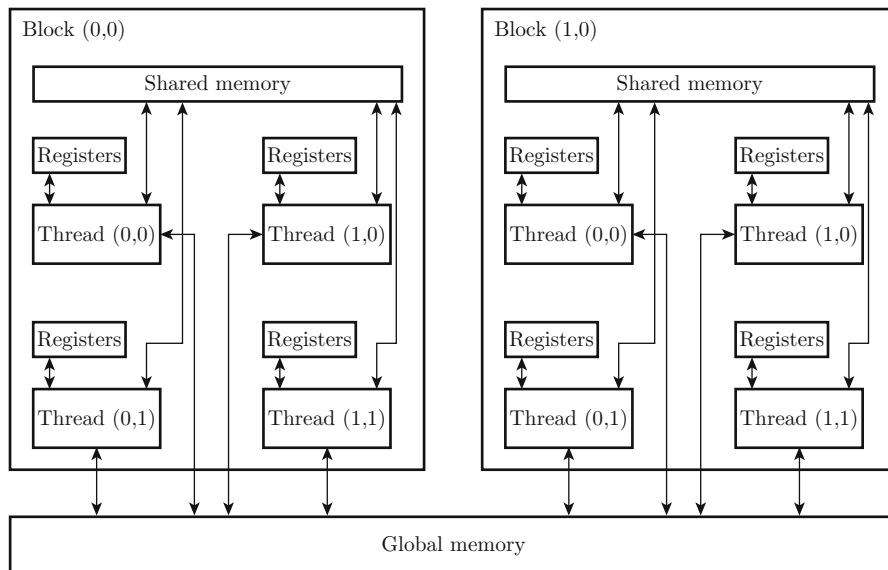 Block (0,0)
Shared memory
Registers
Registers
Thread (0,0)
Thread (1,0)
Registers
Registers
Thread (0,1)
Thread (1,1)
Block (1,0)
Shared memory
Registers
Registers
Thread (0,0)
Thread (1,0)
Registers
Registers
Thread (0,1)
Thread (1,1)
Global memory